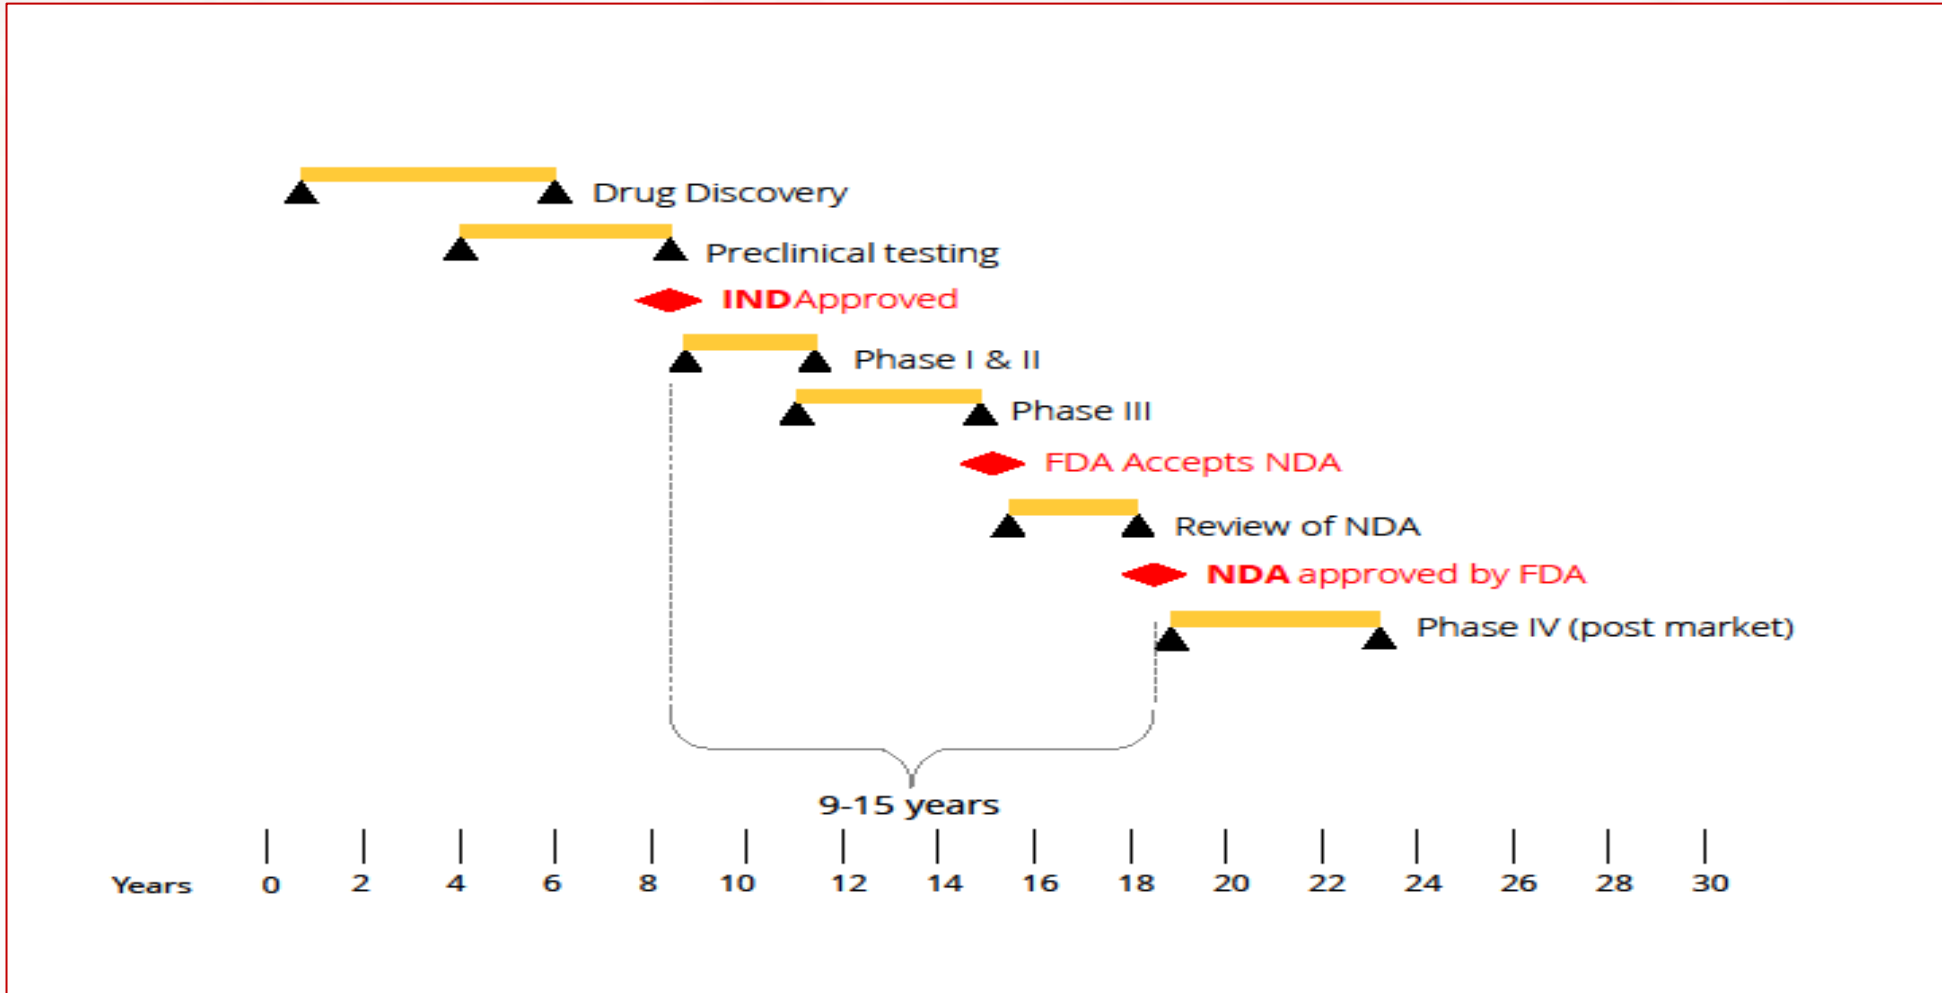 Drug Discovery
Preclinical testing
INDApproved
Phase I & II
Phase III
FDA Accepts NDA
Review of NDA
NDA approved by FDA
Phase IV (post market)
9-15 years
Years 0 2 4 6 8 10 12 14 16 18 20 22 24 26 28 30